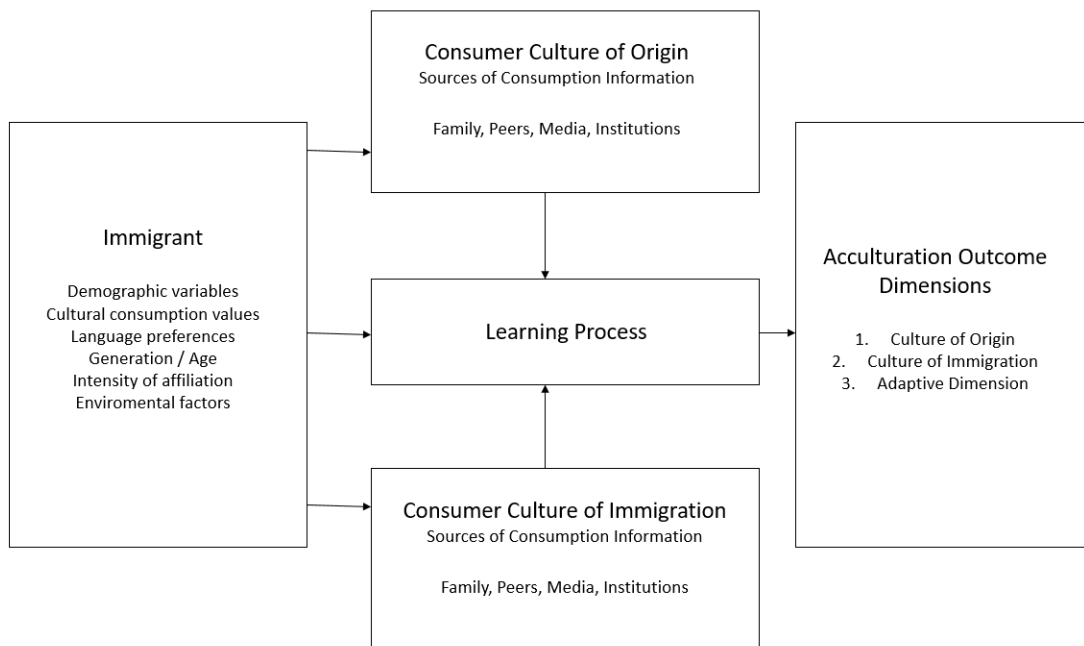 Immigrant
Demographic variables
Cultural consumption values
Language preferences
Generation / Age
Intensity of affiliation
Enviromental factors
Consumer Culture of Origin
Sources of Consumption Information
Family, Peers, Media, Institutions
Learning Process
Consumer Culture of Immigration
Sources of Consumption Information
Family, Peers, Media, Institutions
Acculturation Outcome
Dimensions
1. Culture of Origin
2. Culture of Immigration
3. Adaptive Dimension